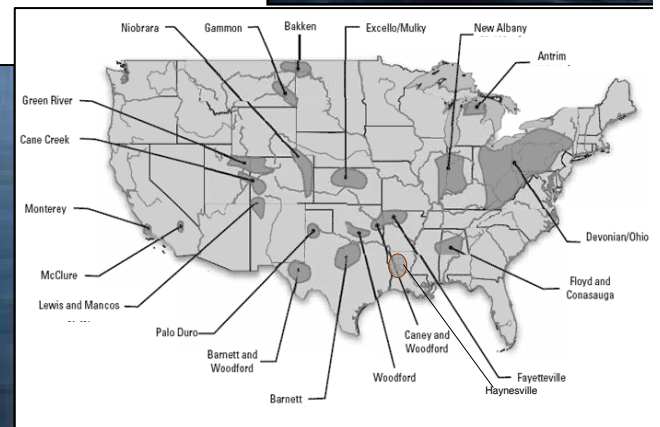 Niobrara
Gammon
Bakken
Excello/Mulky
New Albany
Antrim
Green River
Cane Creek
Monterey
McClure
Lewis and Mancos
Palo Duro
Barnett and
Woodford
Barnett
Woodford
Caney and
Woodford
Haynesville
Fayetteville
Floyd and
Conasauga
Devonian/Ohio